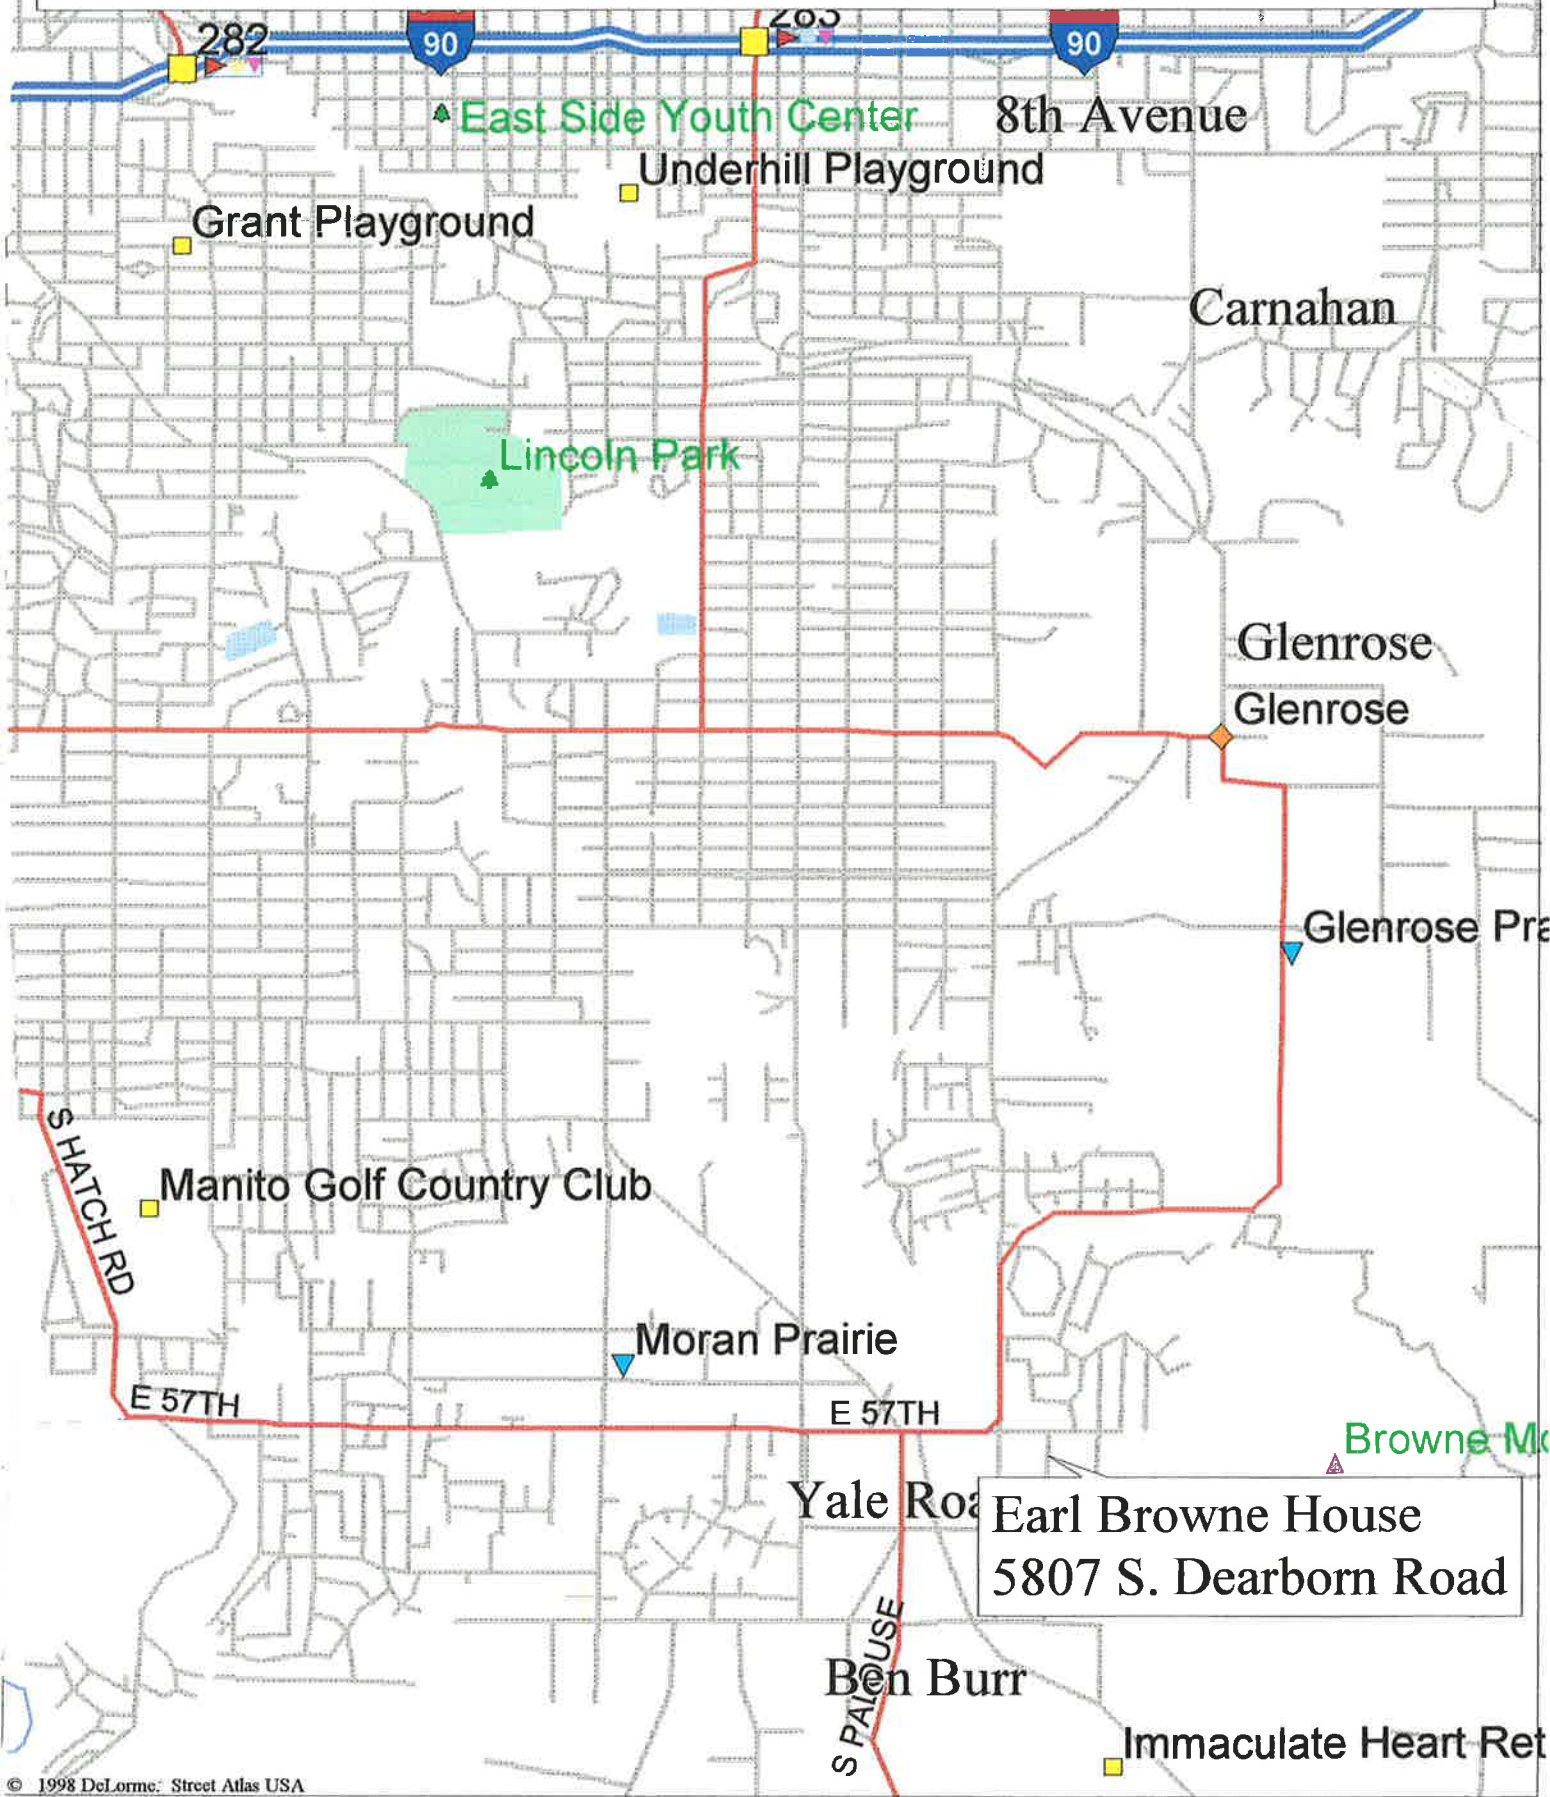 282
90
283
90
East Side Youth Center
8th Avenue
Underhill Playground
Grant Playground
Carnahan
Lincoln Park
Glenrose
Glenrose
Glenrose Pra
S HATCH RD
Manito Golf Country Club
Moran Prairie
E 57TH
E 57TH
Browne Mo
Yale Roa
Earl Browne House
5807 S. Dearborn Road
S PALOUSE
Ben Burr
Immaculate Heart Ret
© 1998 DeLorme. Street Atlas USA